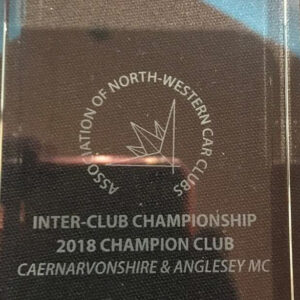 ASSOCIATION OF NORTH-WESTERN CAR CLUBS
INTER-CLUB CHAMPIONSHIP
2018 CHAMPION CLUB
CAERNARVONSHIRE & ANGLESEY MC